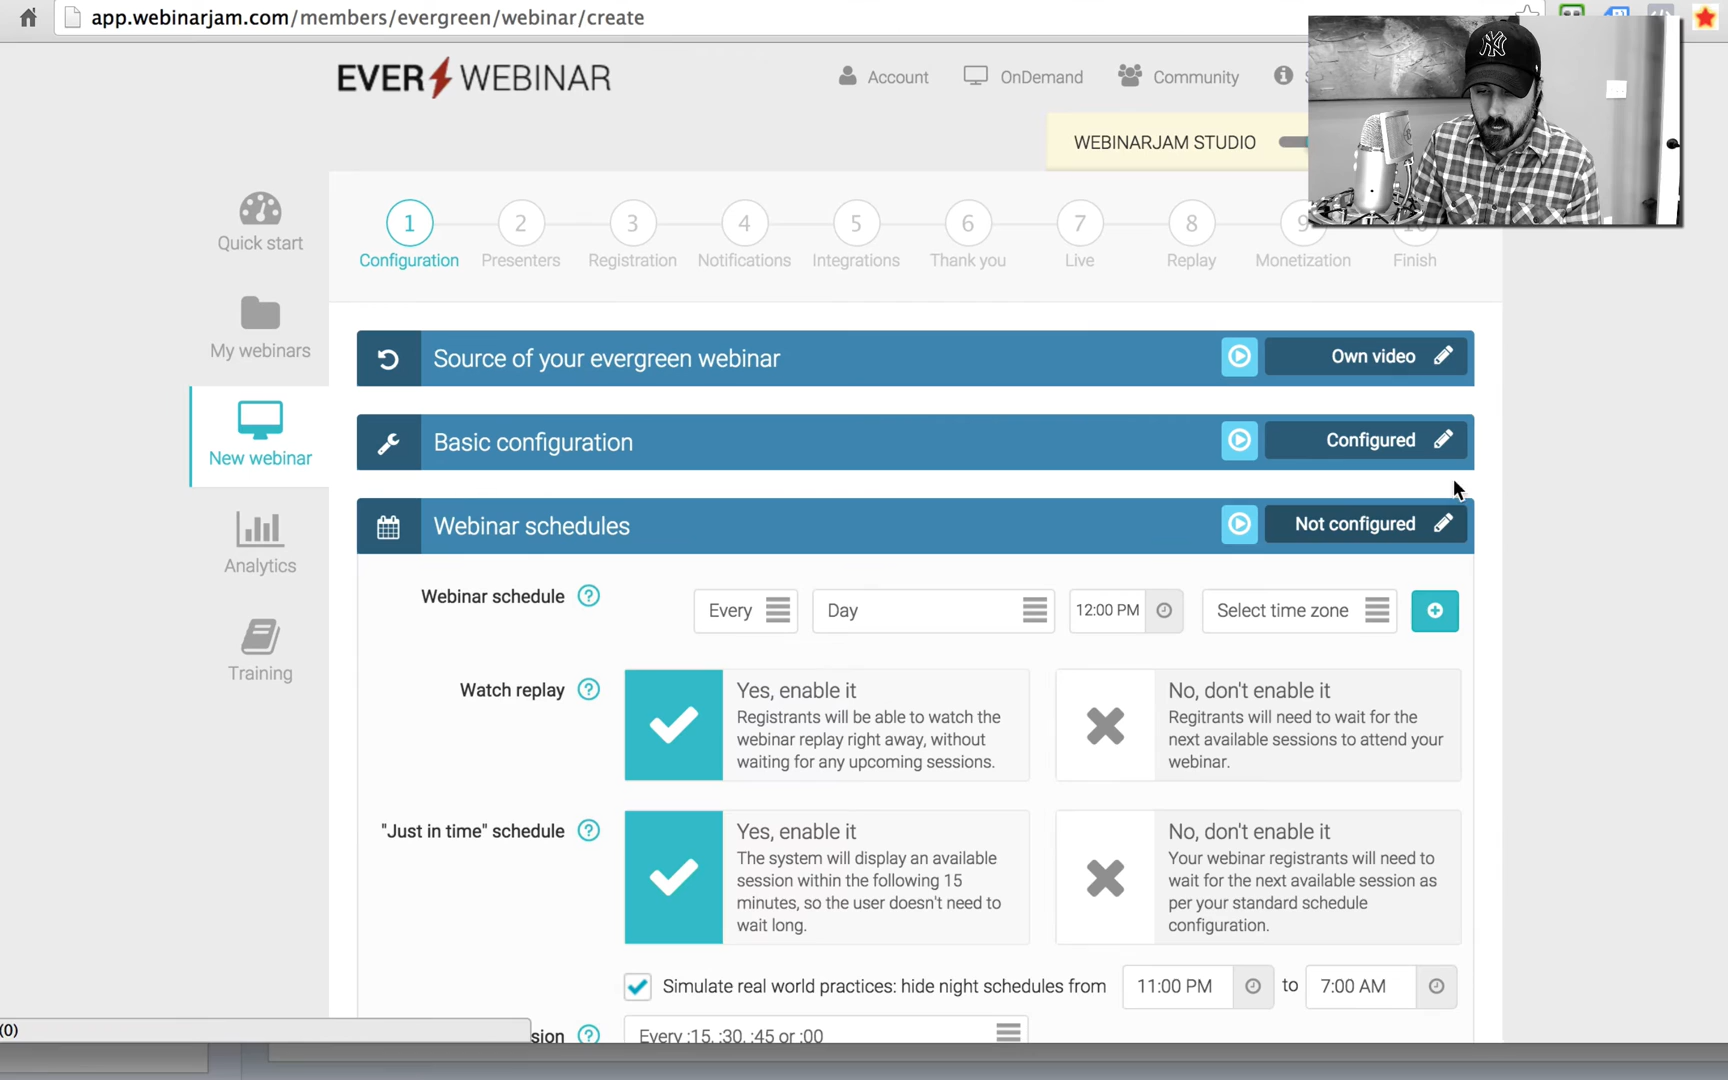 app.webinarjam.com/members/evergreen/webinar/create
EVER WEBINAR
Account
OnDemand
Community
WEBINARJAM STUDIO
1 2 3 4 5 6 7 8 9 10
Configuration Presenters Registration Notifications Integrations Thank you Live Replay Monetization Finish
Quick start
My webinars
New webinar
Analytics
Training
Source of your evergreen webinar
Own video
Basic configuration
Configured
Webinar schedules
Not configured
Webinar schedule ?
Every
Day
12:00 PM
Select time zone
Watch replay ?
Yes, enable it
Registrants will be able to watch the
webinar replay right away, without
waiting for any upcoming sessions.
No, don't enable it
Regitrants will need to wait for the
next available sessions to attend your
webinar.
"Just in time" schedule ?
Yes, enable it
The system will display an available
session within the following 15
minutes, so the user doesn't need to
wait long.
No, don't enable it
Your webinar registrants will need to
wait for the next available session as
per your standard schedule
configuration.
Simulate real world practices: hide night schedules from 11:00 PM to 7:00 AM
(0)
sion ?
Every :15, :30, :45 or :00